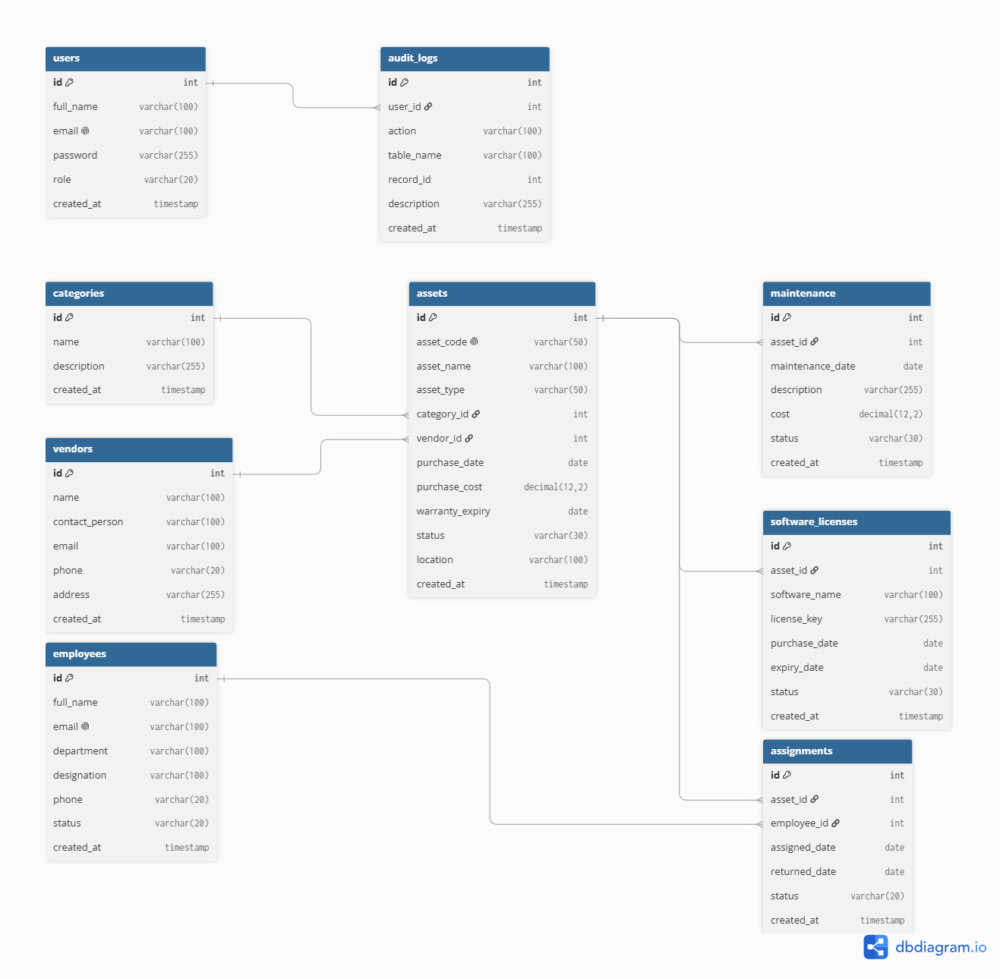 users
id int
full_name varchar(100)
email varchar(100)
password varchar(255)
role varchar(20)
created_at timestamp
audit_logs
id int
user_id int
action varchar(100)
table_name varchar(100)
record_id int
description varchar(255)
created_at timestamp
categories
id int
name varchar(100)
description varchar(255)
created_at timestamp
assets
id int
asset_code varchar(50)
asset_name varchar(100)
asset_type varchar(50)
category_id int
vendor_id int
purchase_date date
purchase_cost decimal(12,2)
warranty_expiry date
status varchar(30)
location varchar(100)
created_at timestamp
maintenance
id int
asset_id int
maintenance_date date
description varchar(255)
cost decimal(12,2)
status varchar(30)
created_at timestamp
vendors
id int
name varchar(100)
contact_person varchar(100)
email varchar(100)
phone varchar(20)
address varchar(255)
created_at timestamp
software_licenses
id int
asset_id int
software_name varchar(100)
license_key varchar(255)
purchase_date date
expiry_date date
status varchar(30)
created_at timestamp
employees
id int
full_name varchar(100)
email varchar(100)
department varchar(100)
designation varchar(100)
phone varchar(20)
status varchar(20)
created_at timestamp
assignments
id int
asset_id int
employee_id int
assigned_date date
returned_date date
status varchar(20)
created_at timestamp
dbdiagram.io